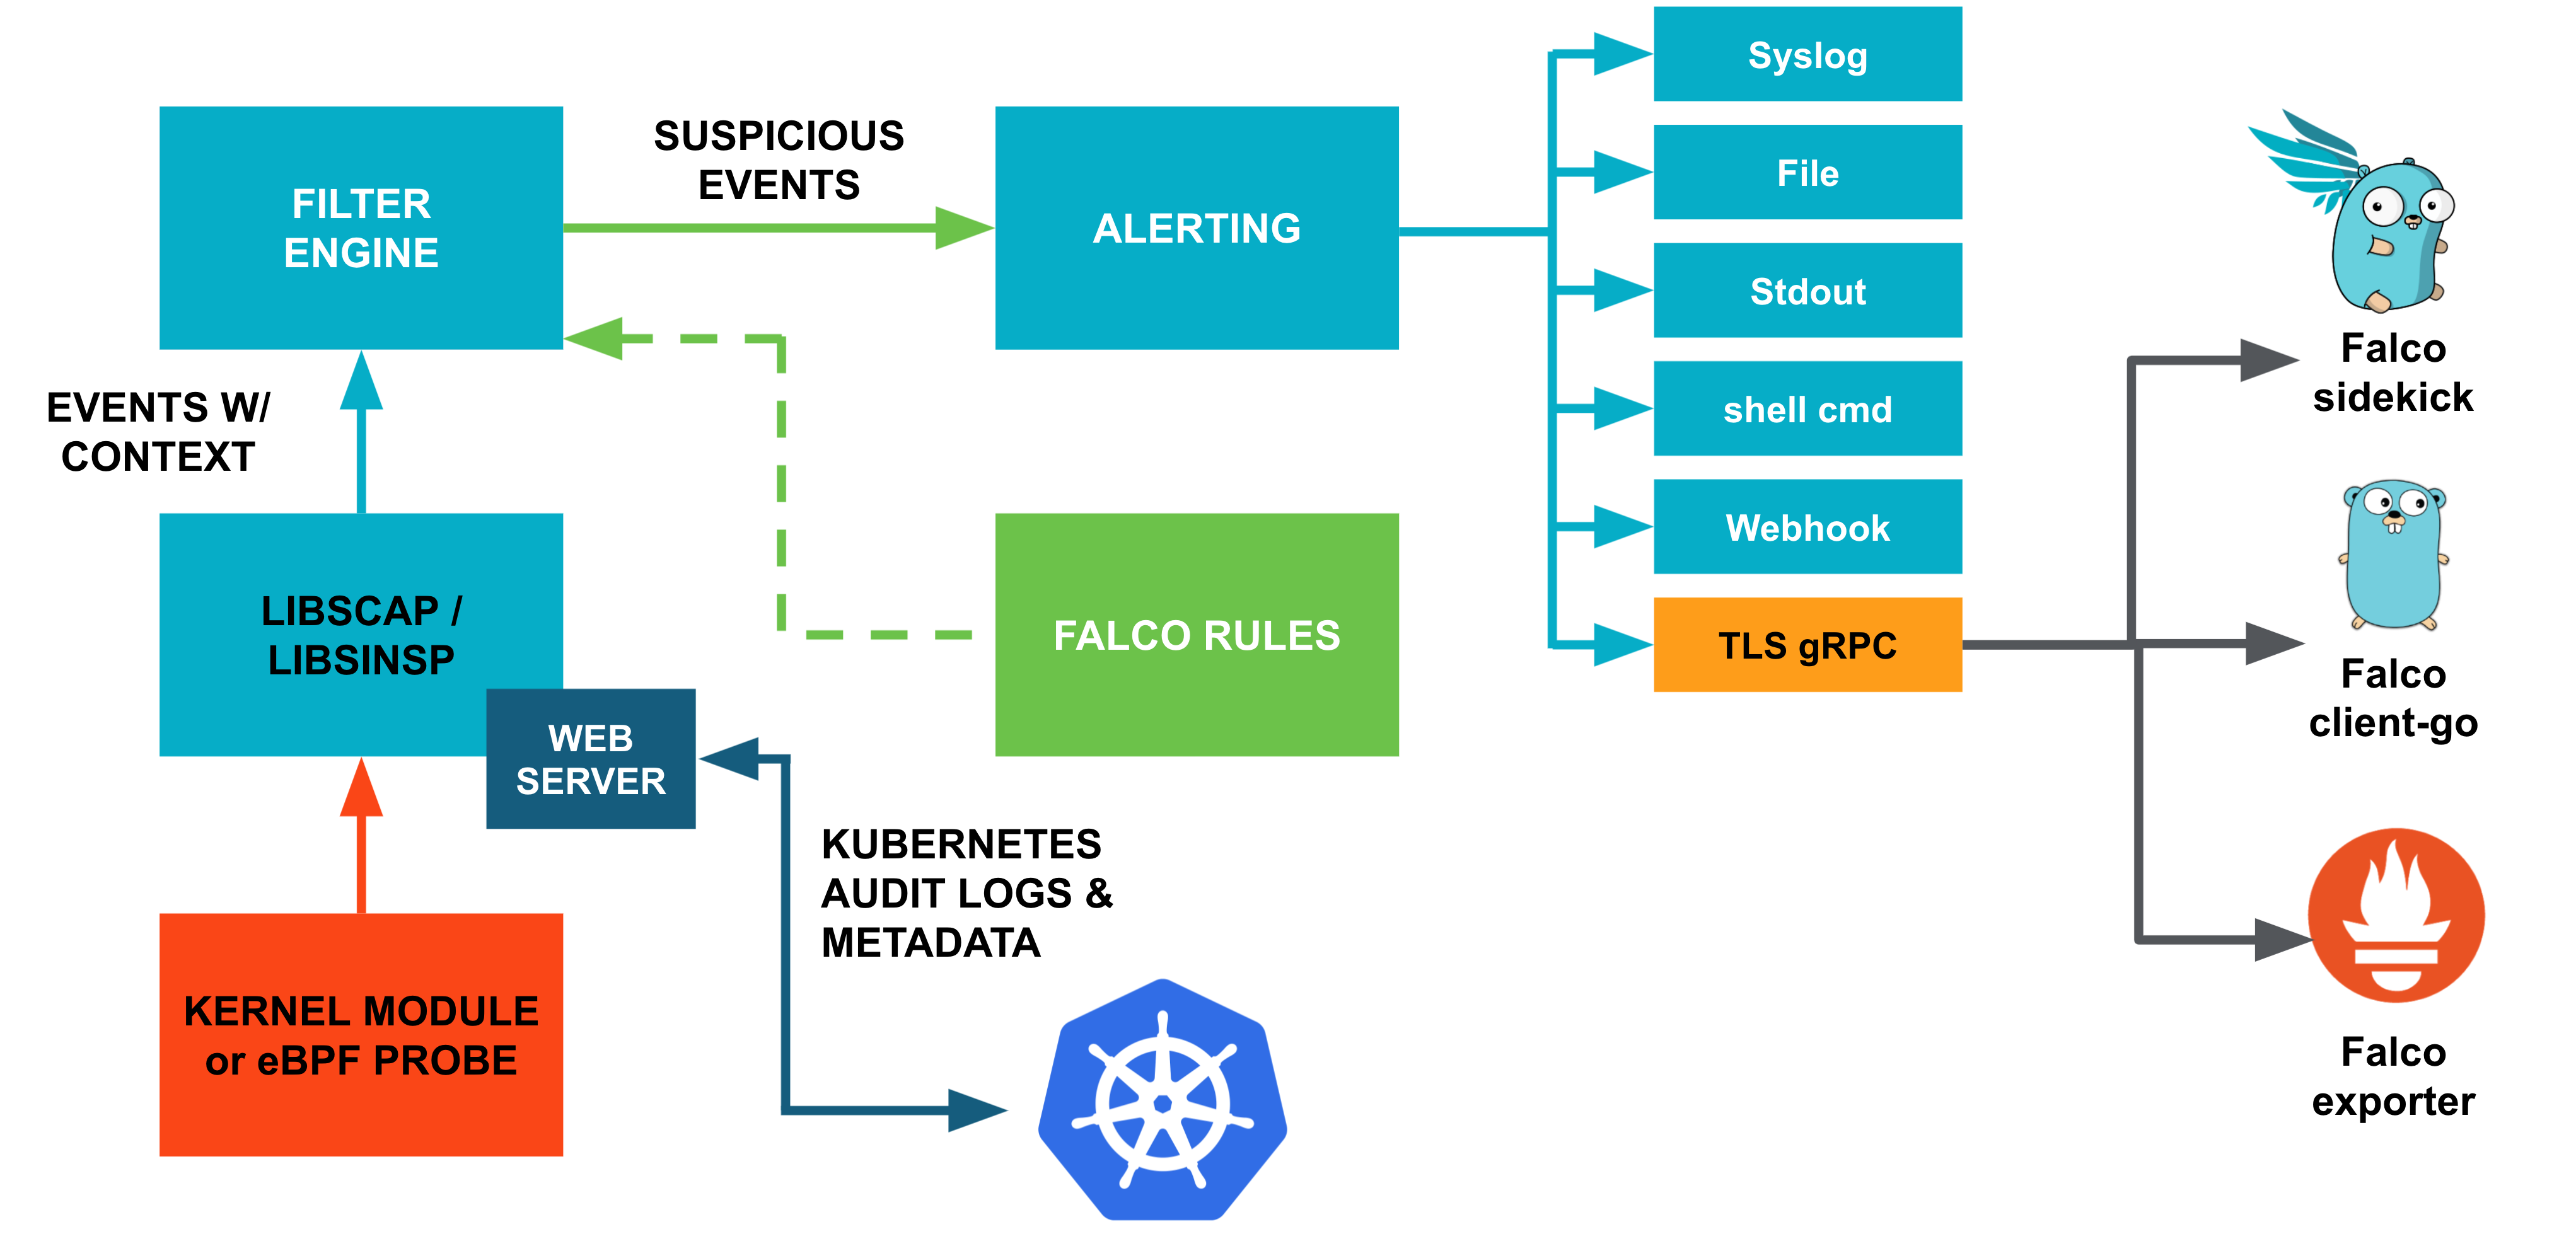 FILTER
ENGINE
SUSPICIOUS
EVENTS
ALERTING
Syslog
File
Stdout
shell cmd
Webhook
TLS gRPC
EVENTS W/
CONTEXT
LIBSCAP /
LIBSINSP
WEB
SERVER
FALCO RULES
KERNEL MODULE
or eBPF PROBE
KUBERNETES
AUDIT LOGS &
METADATA
Falco
sidekick
Falco
client-go
Falco
exporter